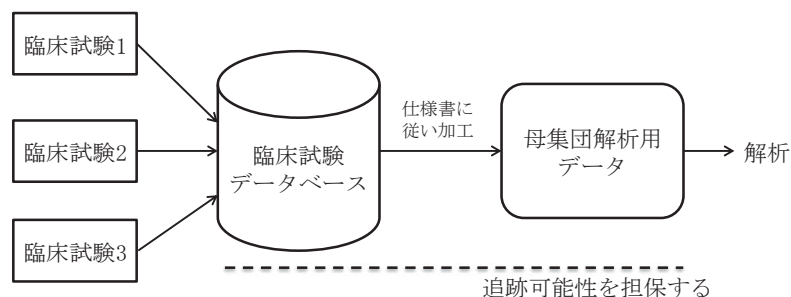 臨床試験1
臨床試験2
臨床試験3
臨床試験
データベース
仕様書に
従い加工
母集団解析用
データ
解析
追跡可能性を担保する